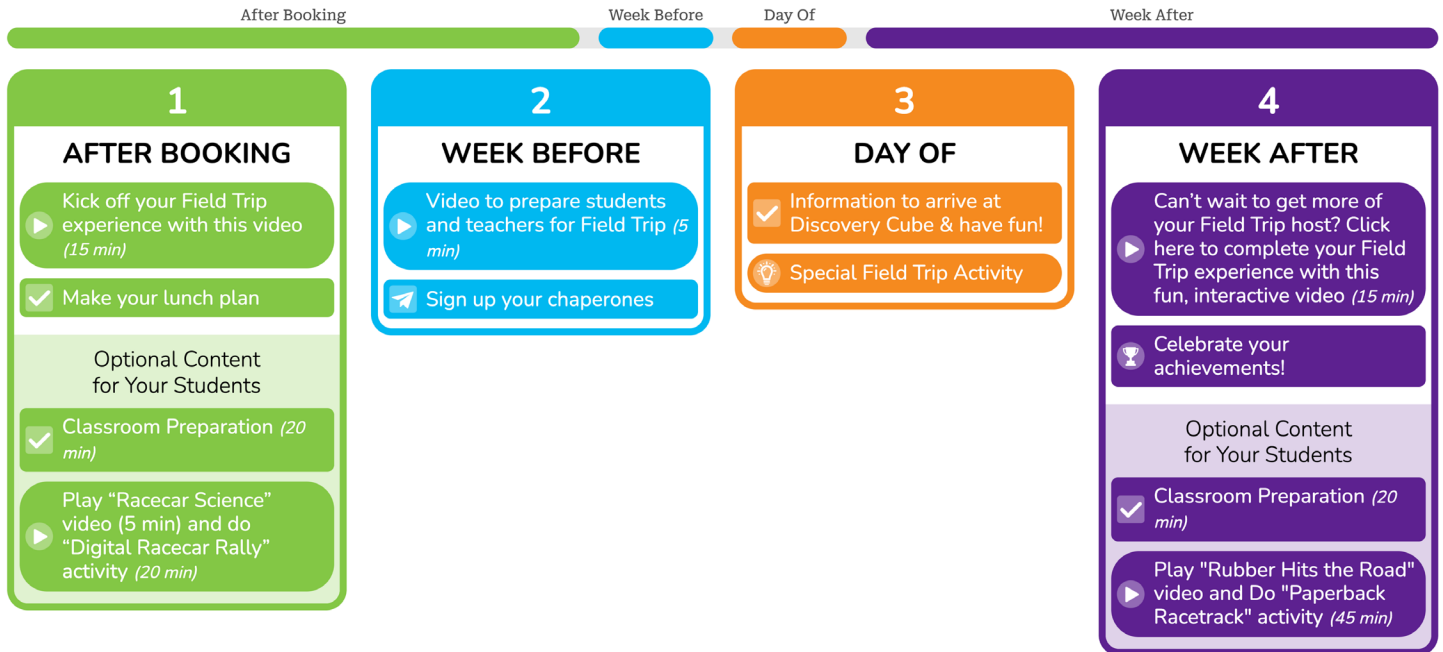 After Booking
Week Before
Day Of
Week After
1
AFTER BOOKING
Kick off your Field Trip
experience with this video
(15 min)
Make your lunch plan
Optional Content
for Your Students
Classroom Preparation (20
min)
Play “Racecar Science”
video (5 min) and do
“Digital Racecar Rally”
activity (20 min)
2
WEEK BEFORE
Video to prepare students
and teachers for Field Trip (5
min)
Sign up your chaperones
3
DAY OF
Information to arrive at
Discovery Cube & have fun!
Special Field Trip Activity
4
WEEK AFTER
Can’t wait to get more of
your Field Trip host? Click
here to complete your Field
Trip experience with this
fun, interactive video (15 min)
Celebrate your
achievements!
Optional Content
for Your Students
Classroom Preparation (20
min)
Play "Rubber Hits the Road"
video and Do "Paperback
Racetrack" activity (45 min)